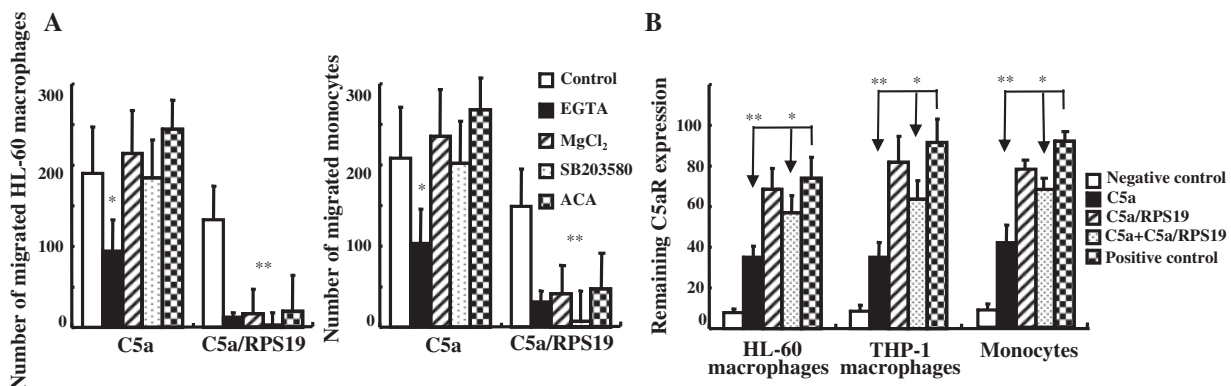 A
Number of migrated HL-60 macrophages
300
200
100
0
*
**
C5a
C5a/RPS19
Number of migrated monocytes
300
200
100
0
*
**
C5a
C5a/RPS19
Control
EGTA
MgCl₂
SB203580
ACA
B
Remaining C5aR expression
100
80
60
40
20
0
**
*
**
*
**
*
HL-60
macrophages
THP-1
macrophages
Monocytes
Negative control
C5a
C5a/RPS19
C5a+C5a/RPS19
Positive control